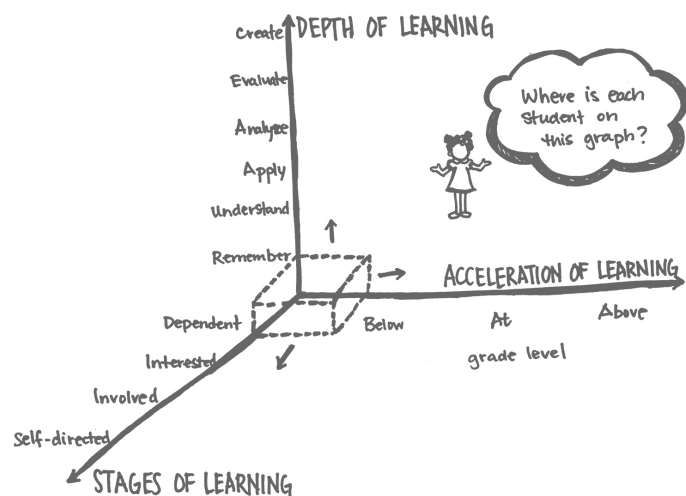 DEPTH OF LEARNING
Create
Evaluate
Analyze
Apply
Understand
Remember
Where is each
student on
this graph?
ACCELERATION OF LEARNING
Below
At
Above
grade level
Dependent
Interested
Involved
Self-directed
STAGES OF LEARNING